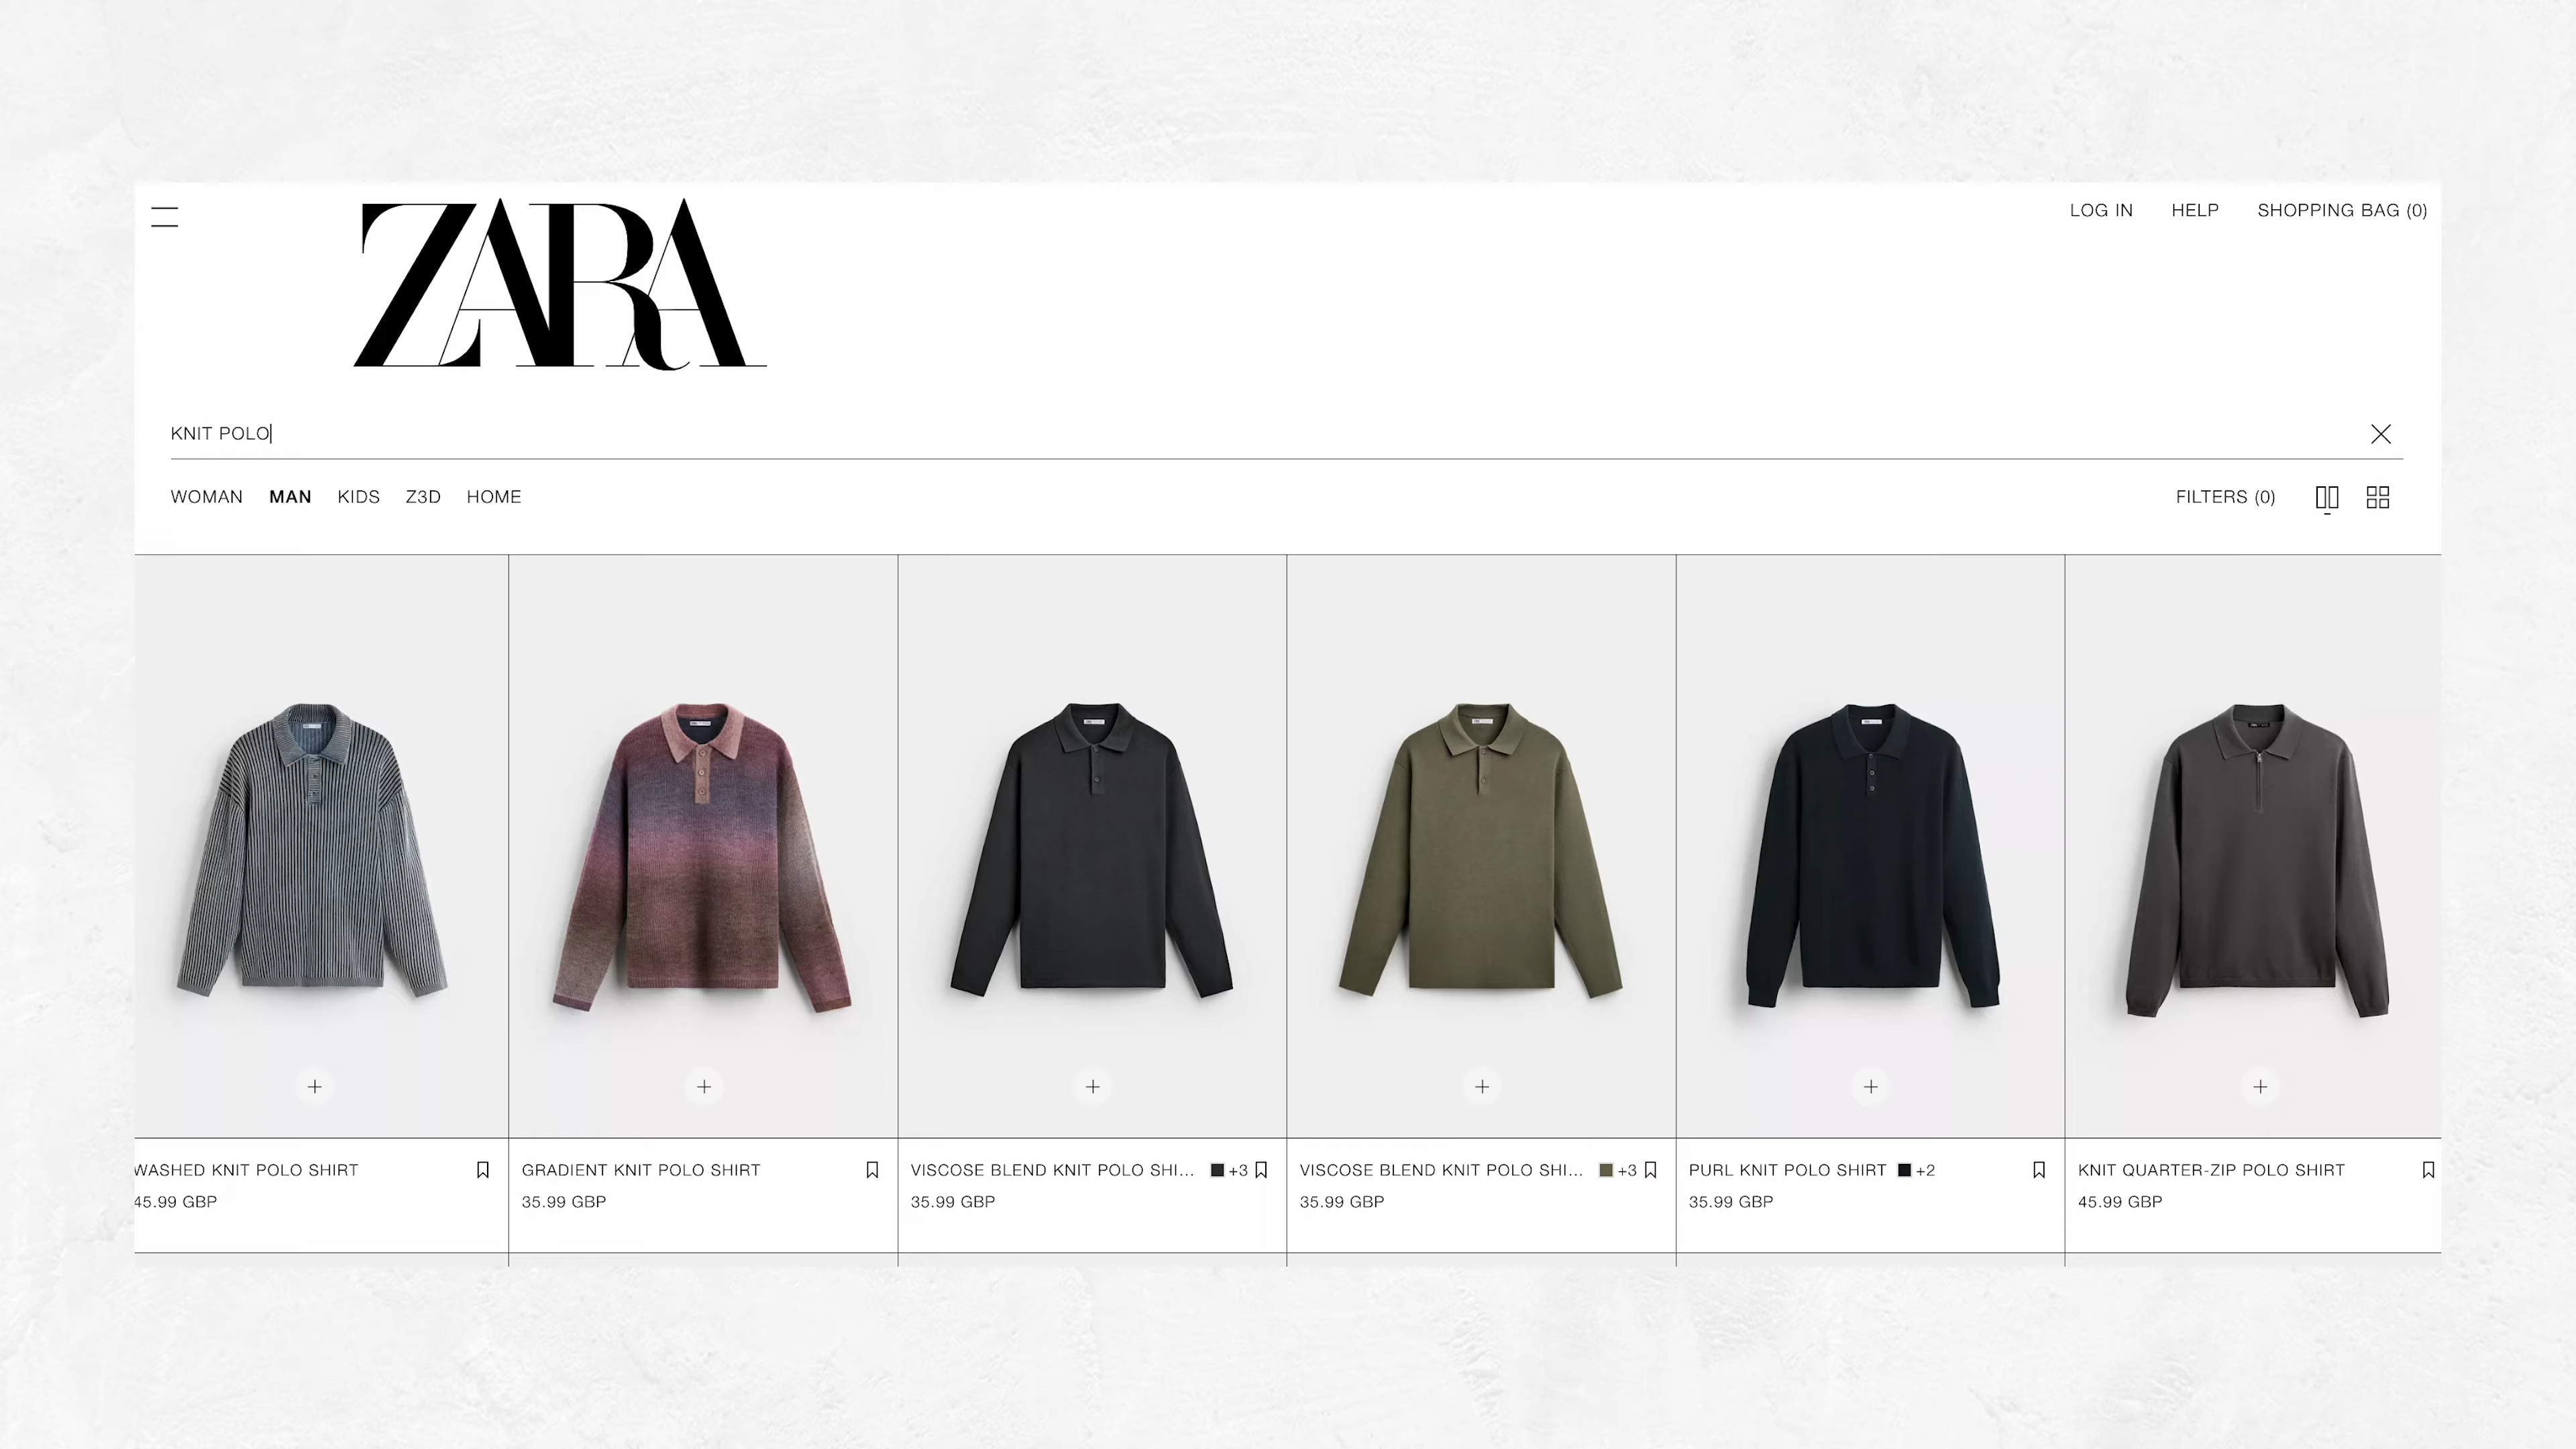 ZARA
LOG IN HELP SHOPPING BAG (0)
KNIT POLO
WOMAN MAN KIDS Z3D HOME FILTERS (0)
WASHED KNIT POLO SHIRT
45.99 GBP
GRADIENT KNIT POLO SHIRT
35.99 GBP
VISCOSE BLEND KNIT POLO SHI... +3
35.99 GBP
VISCOSE BLEND KNIT POLO SHI... +3
35.99 GBP
PURL KNIT POLO SHIRT +2
35.99 GBP
KNIT QUARTER-ZIP POLO SHIRT
45.99 GBP